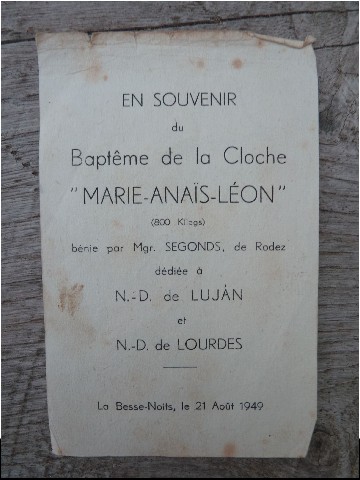 EN SOUVENIR
du
Baptême de la Cloche
"MARIE-ANAÏS-LÉON"
(800 Kilogs)
bénie par Mgr. SEGONDS, de Rodez
dédiée à
N.-D. de LUJÁN
et
N.-D. de LOURDES
La Besse-Noits, le 21 Août 1949